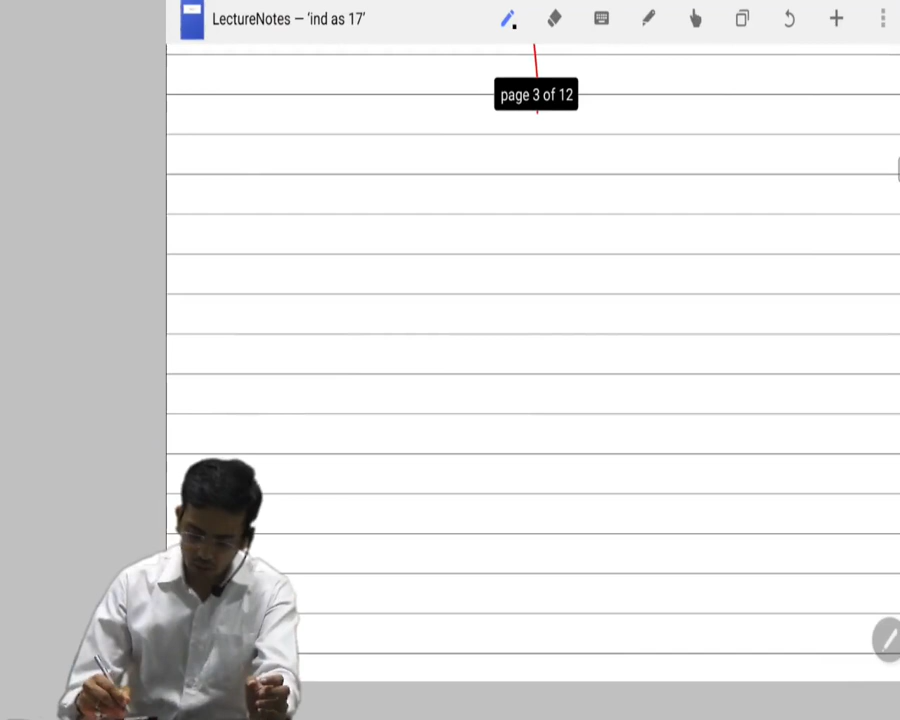 LectureNotes – 'ind as 17'
page 3 of 12